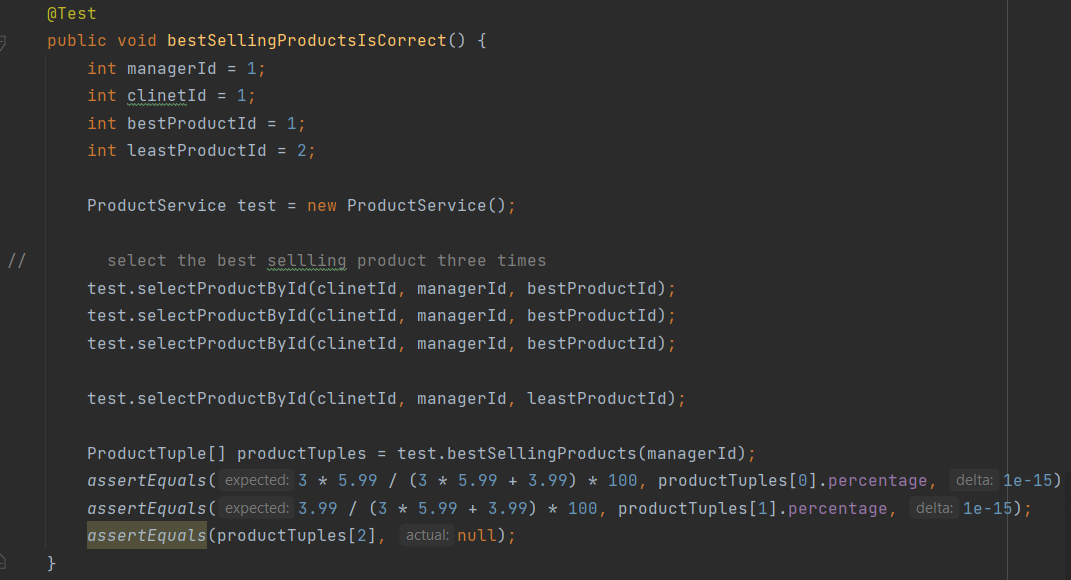 @Test
public void bestSellingProductsIsCorrect() {
int managerId = 1;
int clinetId = 1;
int bestProductId = 1;
int leastProductId = 2;
ProductService test = new ProductService();
// select the best sellling product three times
test.selectProductById(clinetId, managerId, bestProductId);
test.selectProductById(clinetId, managerId, bestProductId);
test.selectProductById(clinetId, managerId, bestProductId);
test.selectProductById(clinetId, managerId, leastProductId);
ProductTuple[] productTuples = test.bestSellingProducts(managerId);
assertEquals( expected: 3 * 5.99 / (3 * 5.99 + 3.99) * 100, productTuples[0].percentage, delta: 1e-15)
assertEquals( expected: 3.99 / (3 * 5.99 + 3.99) * 100, productTuples[1].percentage, delta: 1e-15);
assertEquals(productTuples[2], actual: null);
}